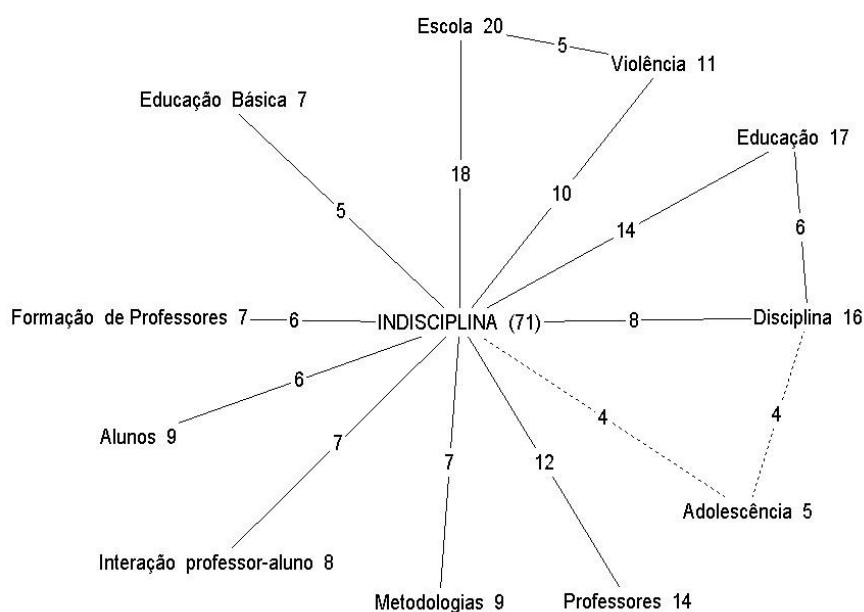 Escola 20
5
Violência 11
Educação Básica 7
Educação 17
18
10
5
14
6
Formação de Professores 7
6
INDISCIPLINA (71)
8
Disciplina 16
6
4
4
Alunos 9
7
7
12
Adolescência 5
Interação professor-aluno 8
Metodologias 9
Professores 14